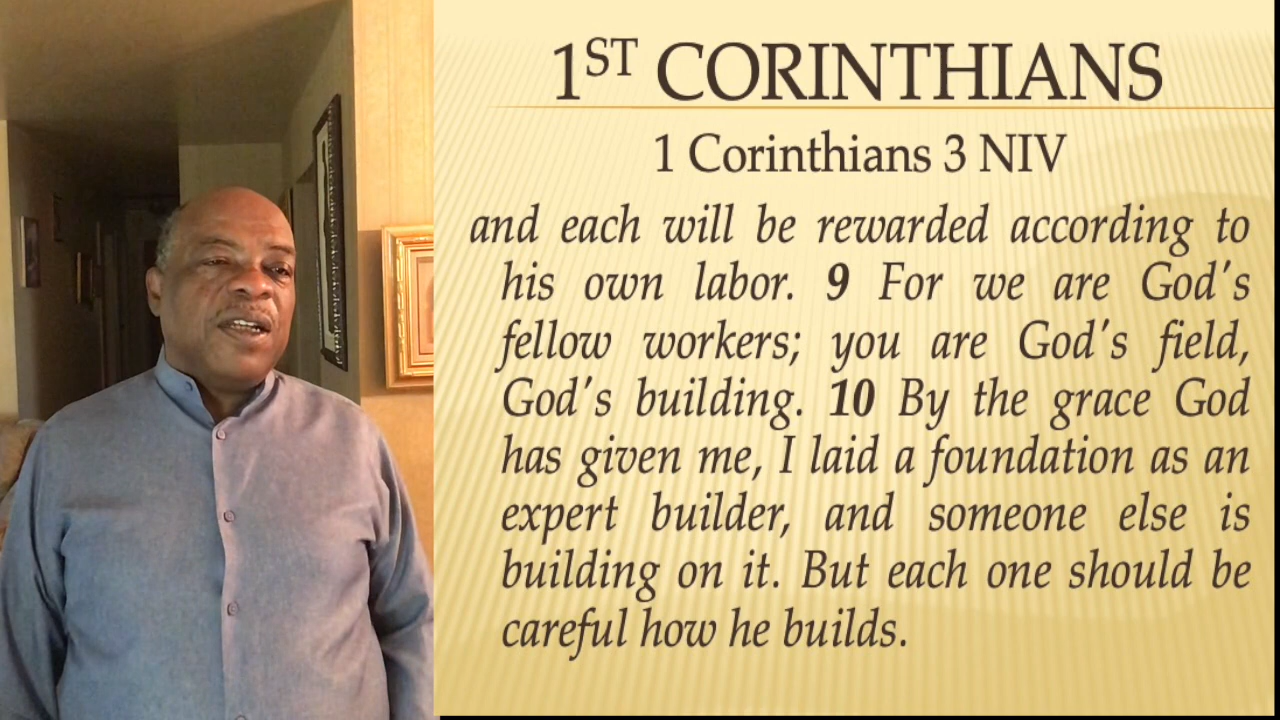 1ST CORINTHIANS
1 Corinthians 3 NIV
and each will be rewarded according to
his own labor. 9 For we are God's
fellow workers; you are God's field,
God's building. 10 By the grace God
has given me, I laid a foundation as an
expert builder, and someone else is
building on it. But each one should be
careful how he builds.